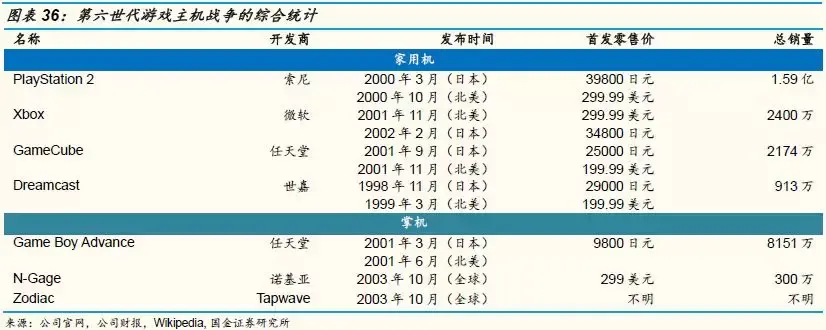 图表 36：第六世代游戏主机战争的综合统计
名称 开发商 发布时间 首发零售价 总销量
家用机
PlayStation 2 索尼 2000 年 3 月（日本） 39800 日元 1.59 亿
2000 年 10 月（北美） 299.99 美元
Xbox 微软 2001 年 11 月（北美） 299.99 美元 2400 万
2002 年 2 月（日本） 34800 日元
GameCube 任天堂 2001 年 9 月（日本） 25000 日元 2174 万
2001 年 11 月（北美） 199.99 美元
Dreamcast 世嘉 1998 年 11 月（日本） 29000 日元 913 万
1999 年 3 月（北美） 199.99 美元
掌机
Game Boy Advance 任天堂 2001 年 3 月（日本） 9800 日元 8151 万
2001 年 6 月（北美）
N-Gage 诺基亚 2003 年 10 月（全球） 299 美元 300 万
Zodiac Tapwave 2003 年 10 月（全球） 不明 不明
来源：公司官网，公司财报，Wikipedia, 国金证券研究所